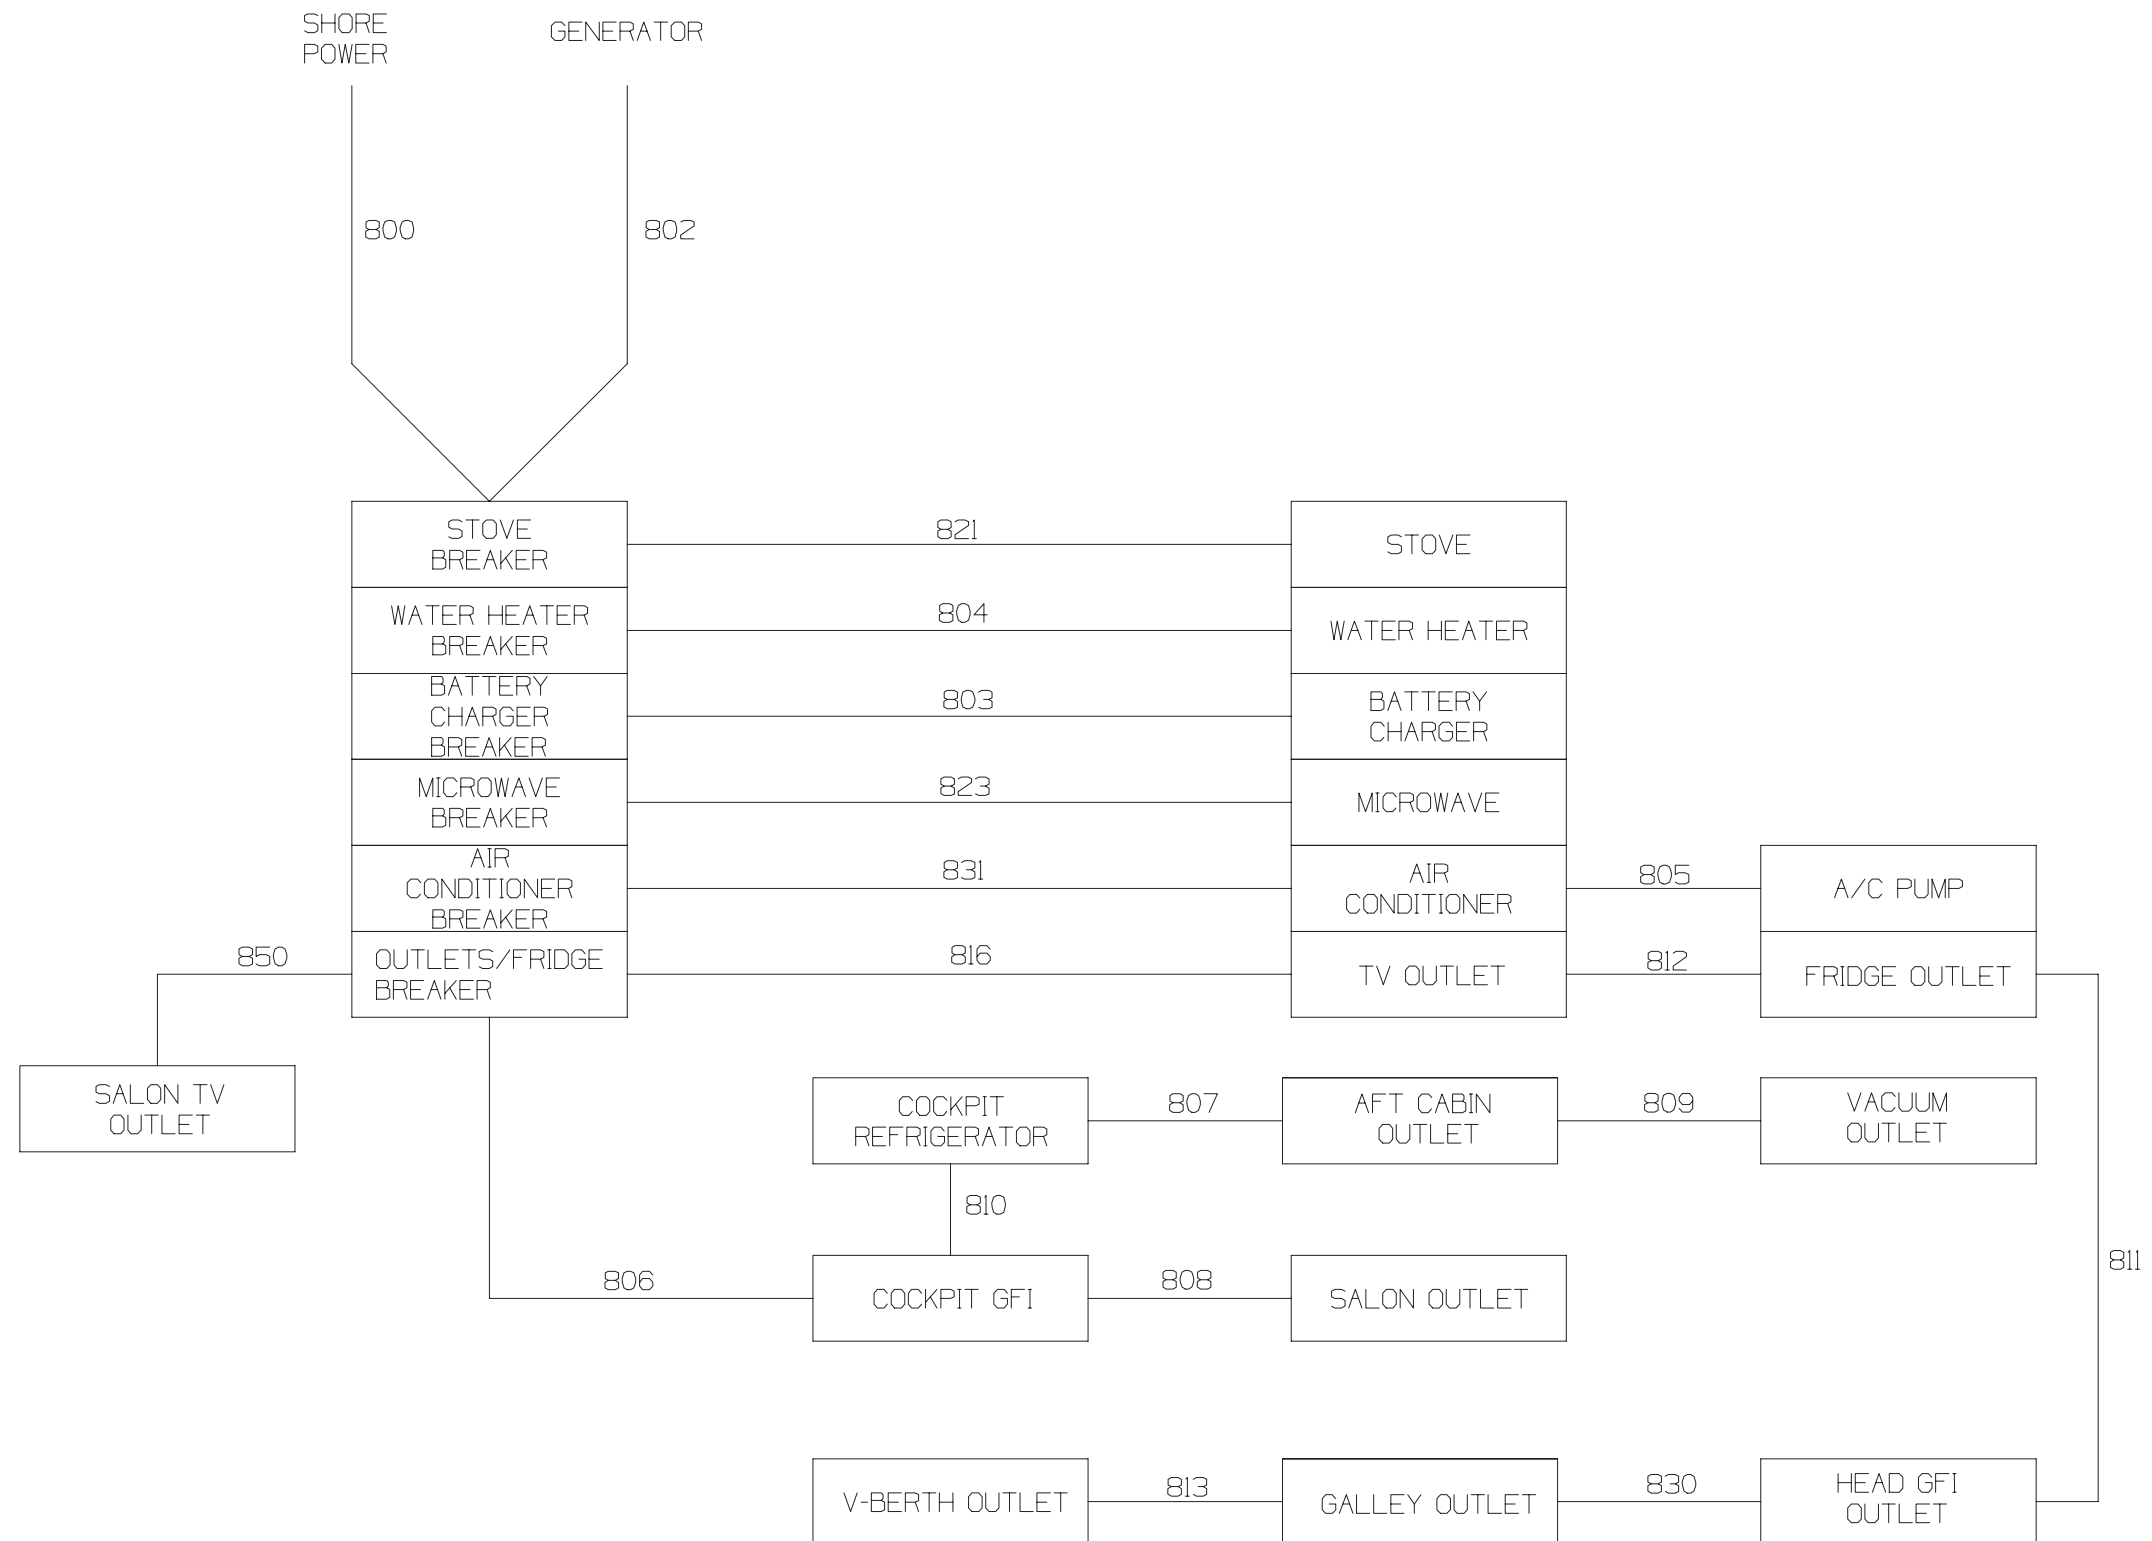 SHORE
POWER
GENERATOR
800
802
STOVE
BREAKER
821
STOVE
WATER HEATER
BREAKER
804
WATER HEATER
BATTERY
CHARGER
BREAKER
803
BATTERY
CHARGER
MICROWAVE
BREAKER
823
MICROWAVE
AIR
CONDITIONER
BREAKER
831
AIR
CONDITIONER
805
A/C PUMP
850
OUTLETS/FRIDGE
BREAKER
816
TV OUTLET
812
FRIDGE OUTLET
SALON TV
OUTLET
COCKPIT
REFRIGERATOR
807
AFT CABIN
OUTLET
809
VACUUM
OUTLET
810
811
806
COCKPIT GFI
808
SALON OUTLET
V-BERTH OUTLET
813
GALLEY OUTLET
830
HEAD GFI
OUTLET